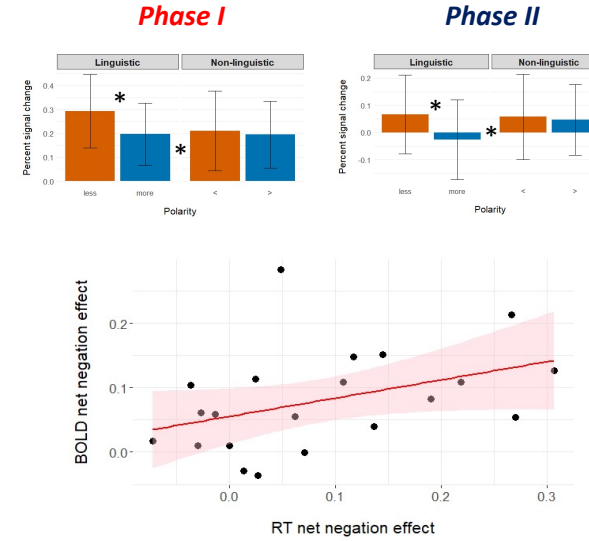 Phase I
Phase II
Linguistic
Non-linguistic
Percent signal change
0.4
0.3
0.2
0.1
0.0
*
*
less
more
<
>
Polarity
Linguistic
Non-linguistic
Percent signal change
0.2
0.1
0.0
-0.1
*
*
less
more
<
>
Polarity
BOLD net negation effect
0.2
0.1
0.0
0.0
0.1
0.2
0.3
RT net negation effect